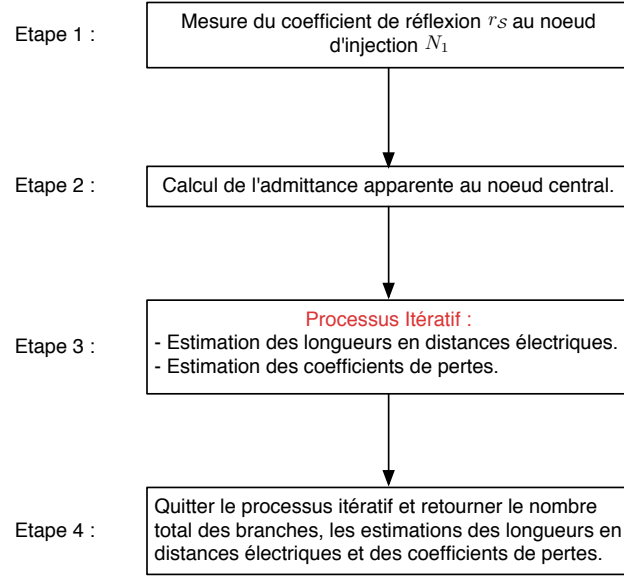 Etape 1 :
Mesure du coefficient de réflexion r_S au noeud
d'injection N_1
Etape 2 :
Calcul de l'admittance apparente au noeud central.
Etape 3 :
Processus Itératif :
- Estimation des longueurs en distances électriques.
- Estimation des coefficients de pertes.
Etape 4 :
Quitter le processus itératif et retourner le nombre
total des branches, les estimations des longueurs en
distances électriques et des coefficients de pertes.